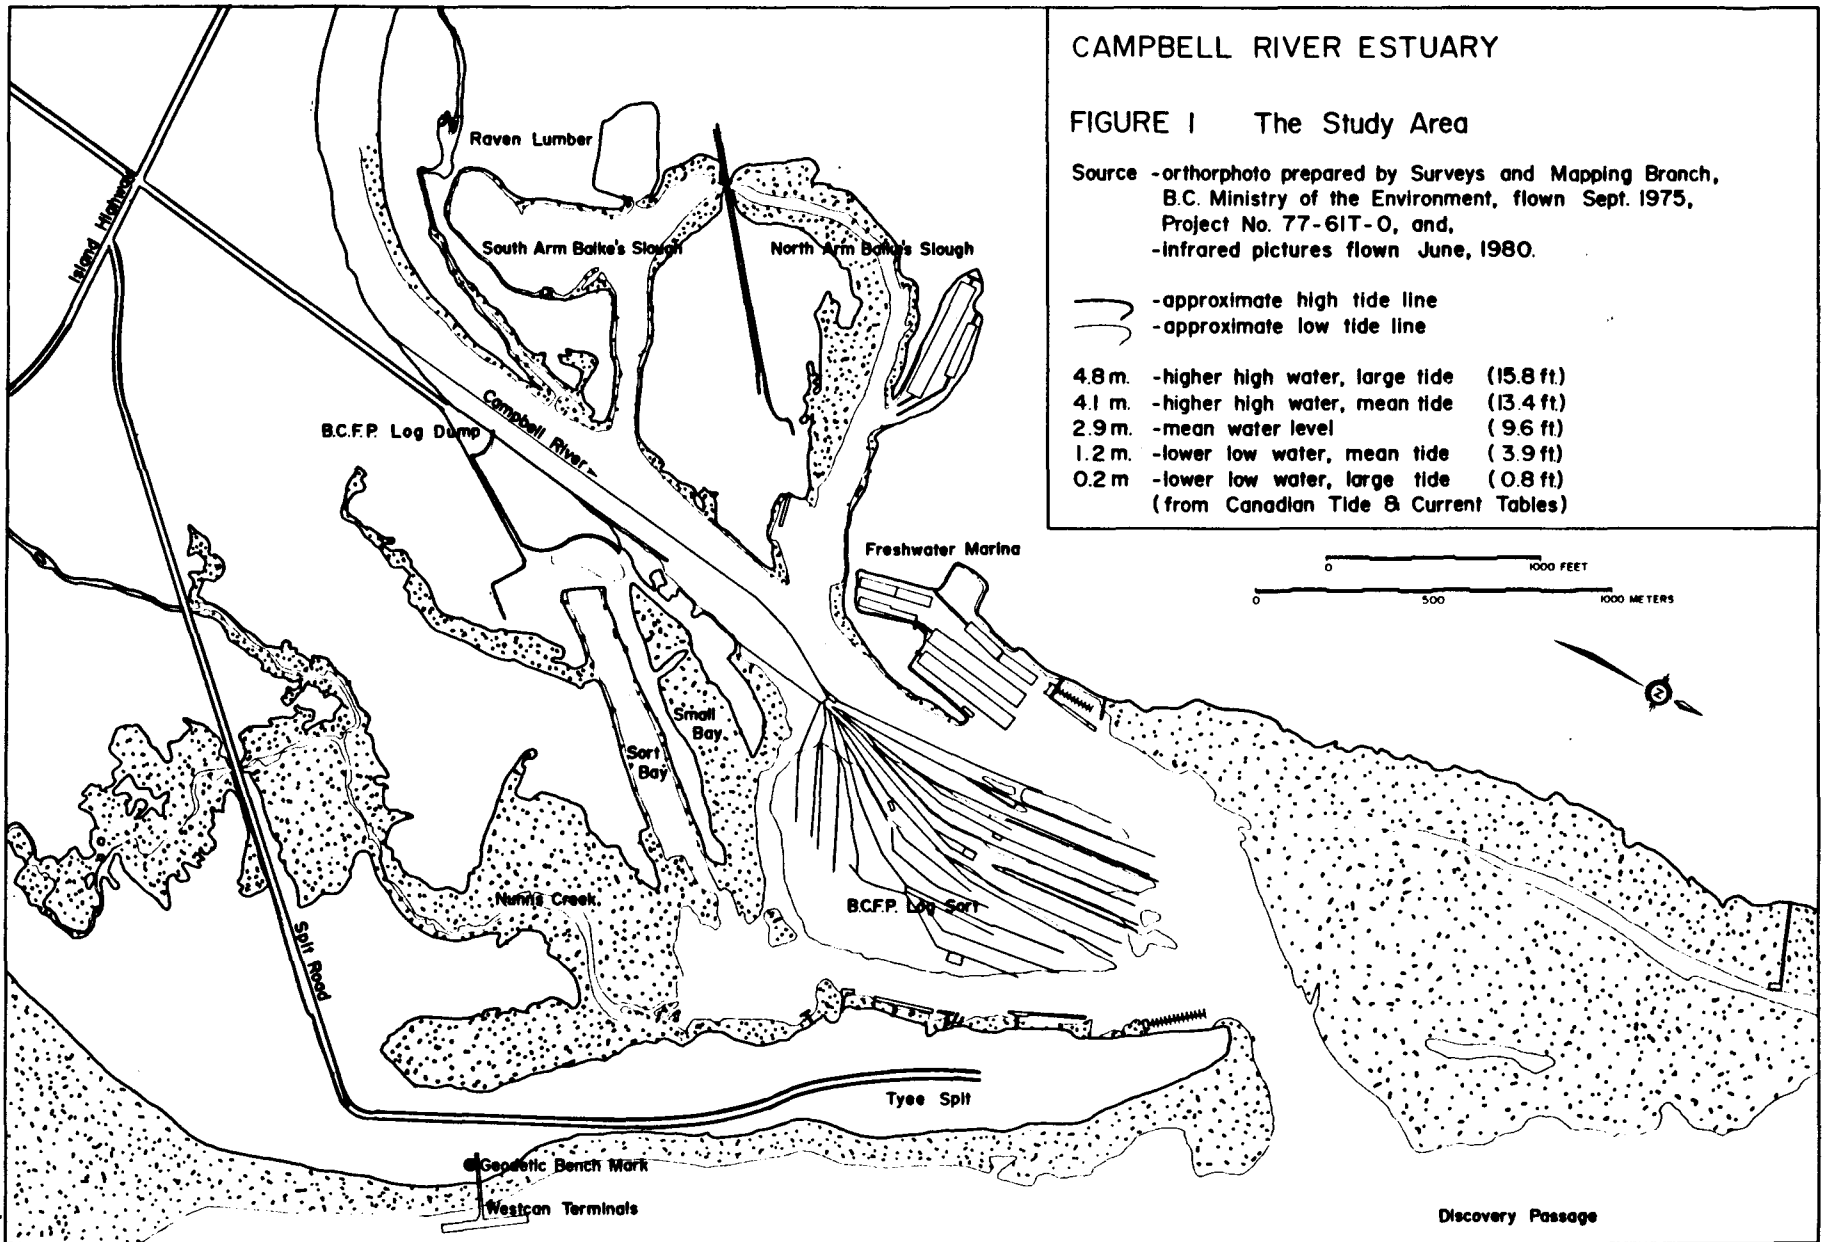 CAMPBELL RIVER ESTUARY
FIGURE 1 The Study Area
Source -orthorphoto prepared by Surveys and Mapping Branch,
B.C. Ministry of the Environment, flown Sept. 1975,
Project No. 77-61T-0, and,
-infrared pictures flown June, 1980.
-approximate high tide line
-approximate low tide line
4.8 m. -higher high water, large tide (15.8 ft.)
4.1 m. -higher high water, mean tide (13.4 ft.)
2.9 m. -mean water level (9.6 ft)
1.2 m. -lower low water, mean tide (3.9 ft)
0.2 m -lower low water, large tide (0.8 ft)
(from Canadian Tide & Current Tables)
0 1000 FEET
0 500 1000 METERS
N
Raven Lumber
Island Highway
South Arm Baike's Slough
North Arm Baike's Slough
Campbell River
B.C.F.P. Log Dump
Freshwater Marina
Small
Bay
Sort
Bay
Nunns Creek
B.C.F.P. Log Sort
Spit Road
Tyee Spit
Geodetic Bench Mark
Westcan Terminals
Discovery Passage